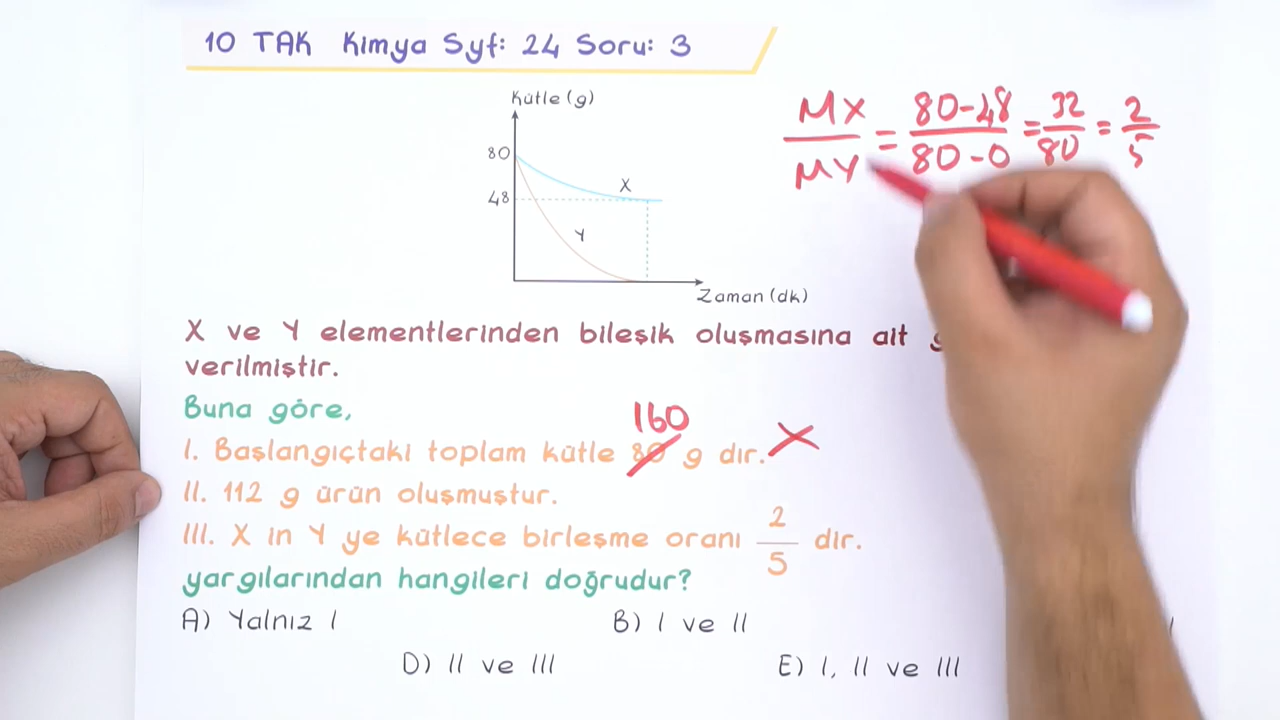 10 TAK Kimya Syf: 24 Soru: 3
Kütle (g)
80
X
48
Y
Zaman (dk)
MX / MY = 80-48 / 80-0 = 32 / 80 = 2 / 5
X ve Y elementlerinden bileşik oluşmasına ait
verilmiştir.
Buna göre,
160
I. Başlangıçtaki toplam kütle 80 g dır. X
II. 112 g ürün oluşmuştur.
III. X in Y ye kütlece birleşme oranı 2 / 5 dir.
yargılarından hangileri doğrudur?
A) Yalnız I
B) I ve II
D) II ve III
E) I, II ve III